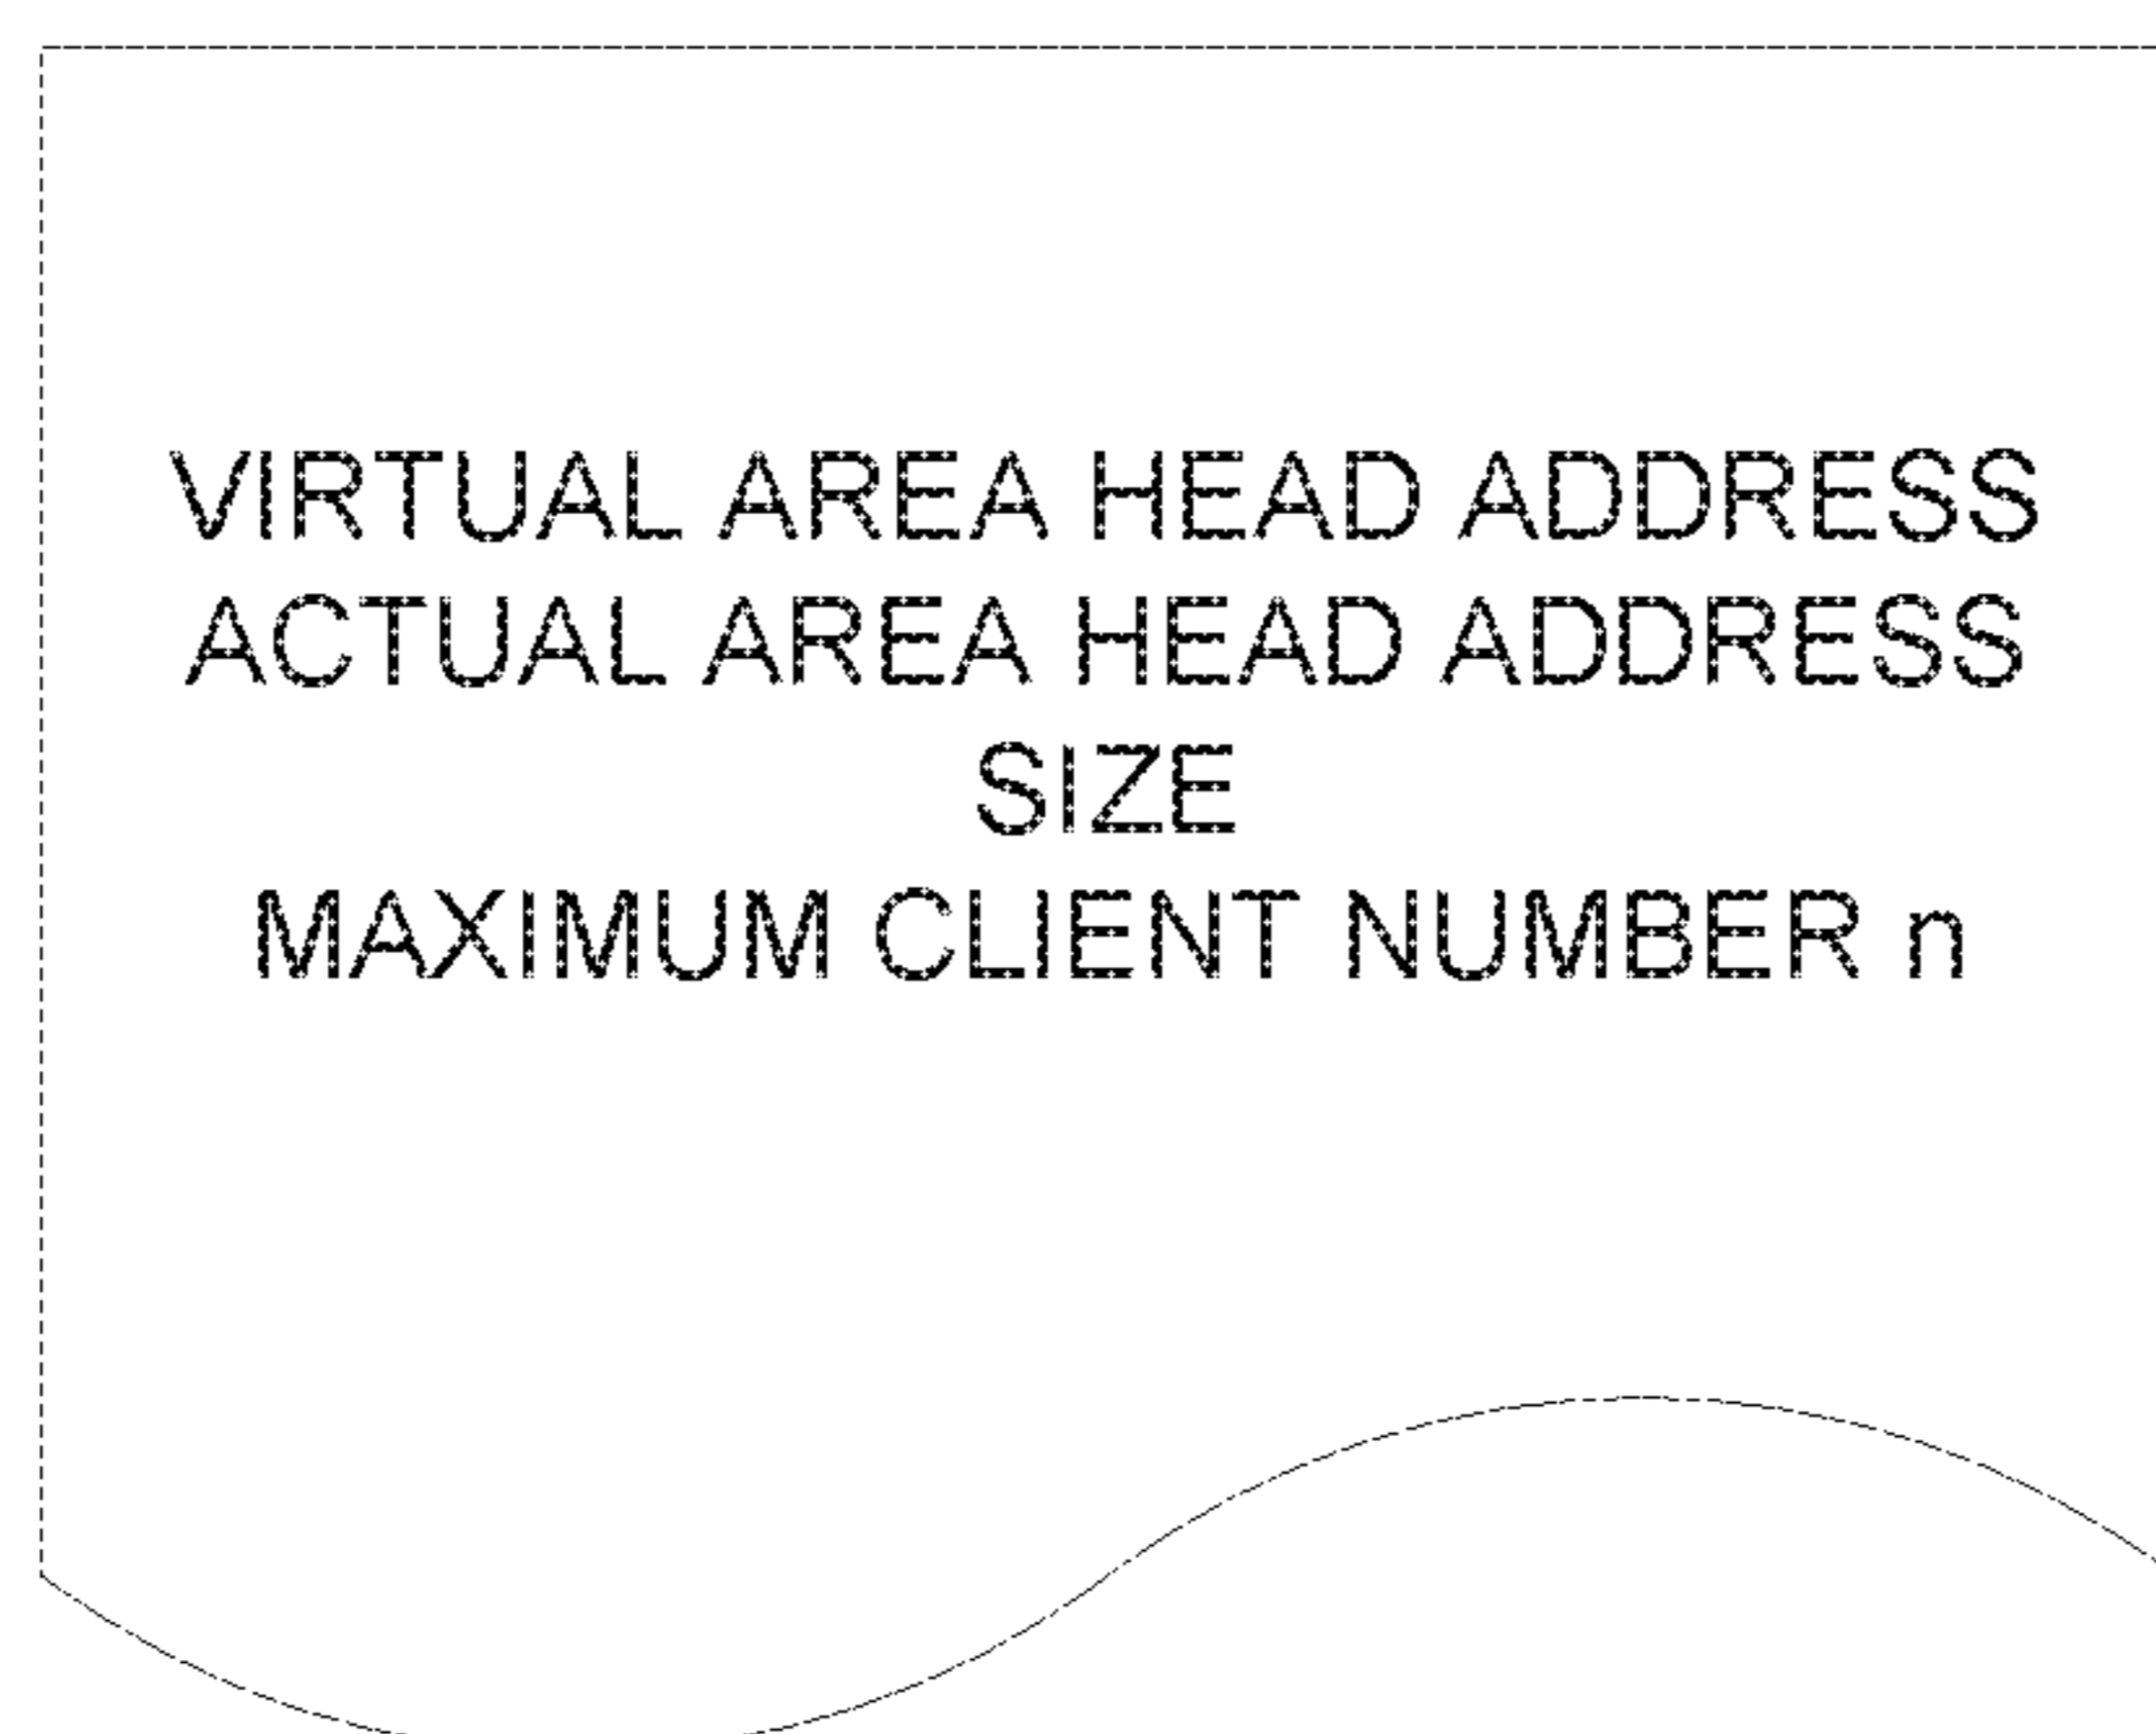 VIRTUAL AREA HEAD ADDRESS
ACTUAL AREA HEAD ADDRESS
SIZE
MAXIMUM CLIENT NUMBER n